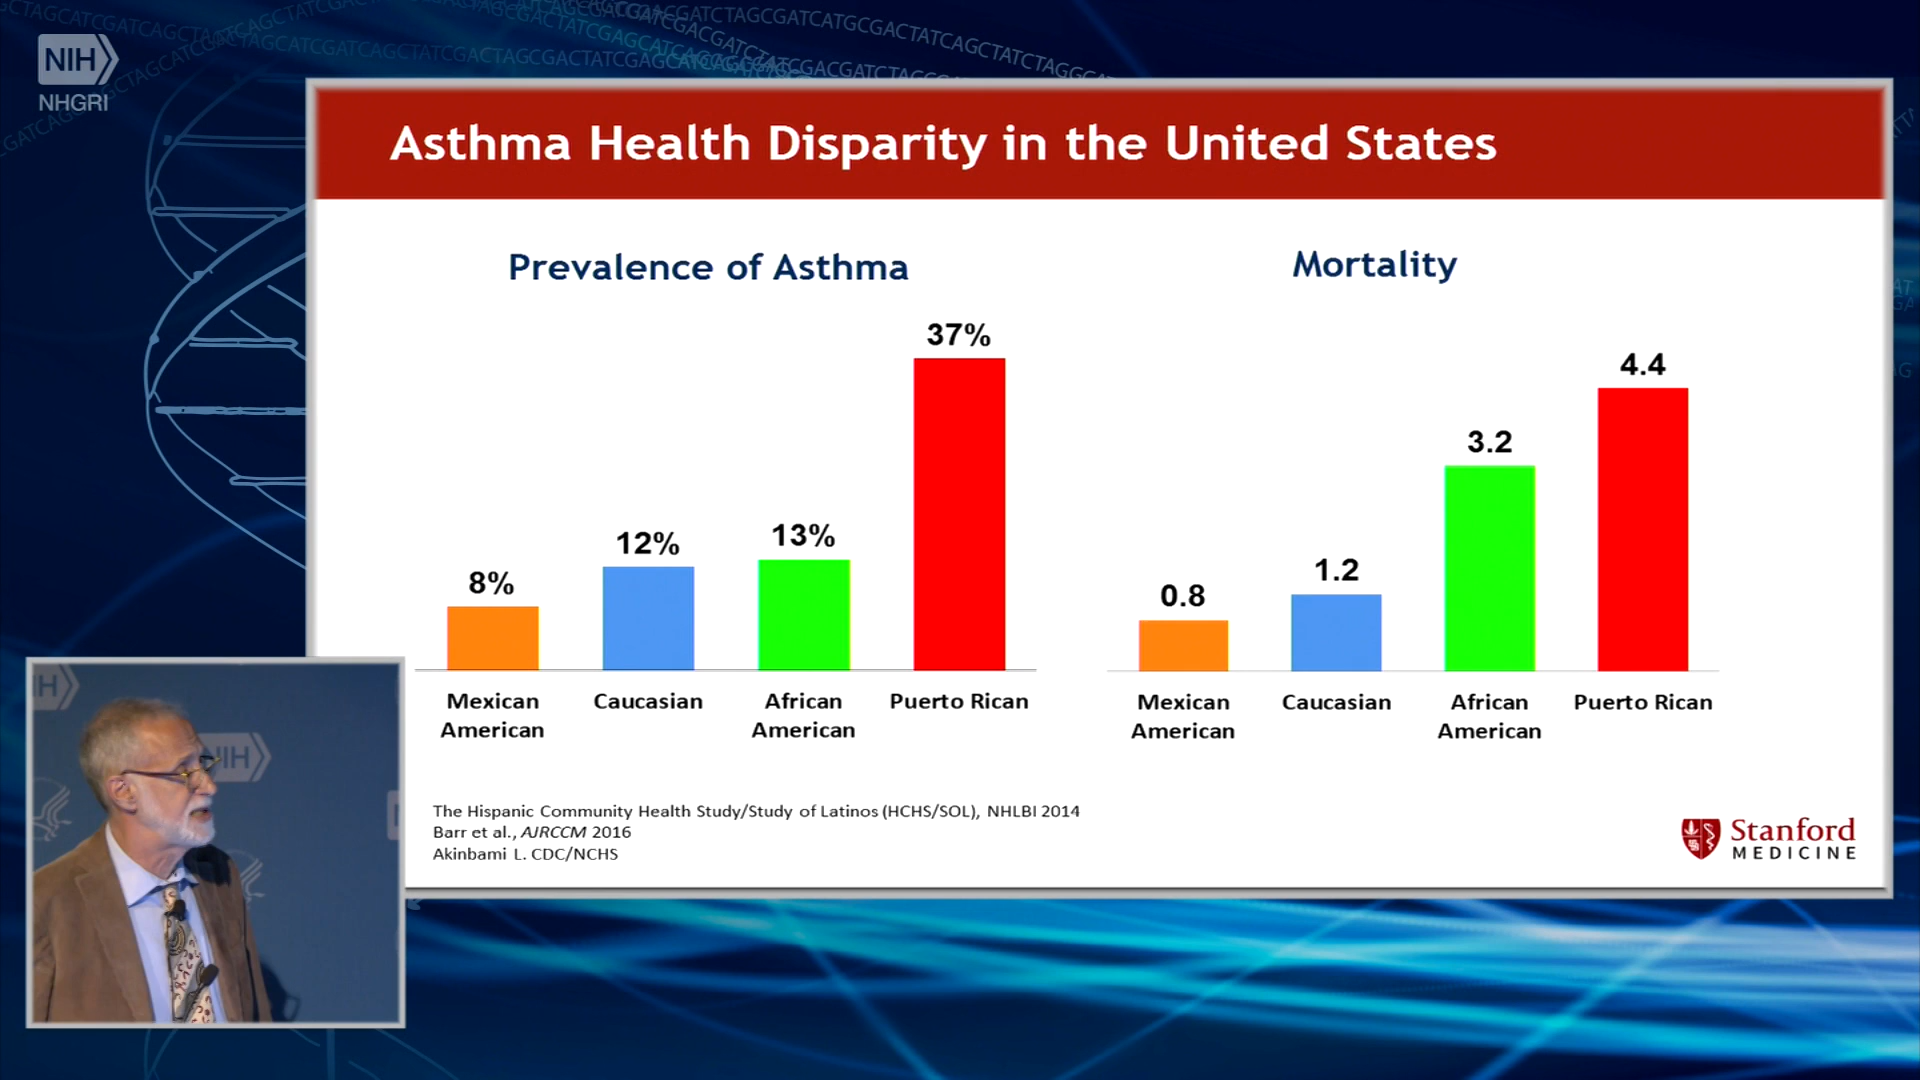 NIH
NHGRI
Asthma Health Disparity in the United States
Prevalence of Asthma
37%
12%
13%
8%
Mexican
American
Caucasian
African
American
Puerto Rican
Mortality
4.4
3.2
1.2
0.8
Mexican
American
Caucasian
African
American
Puerto Rican
The Hispanic Community Health Study/Study of Latinos (HCHS/SOL), NHLBI 2014
Barr et al., AJRCCM 2016
Akinbami L. CDC/NCHS
Stanford
MEDICINE
NIH